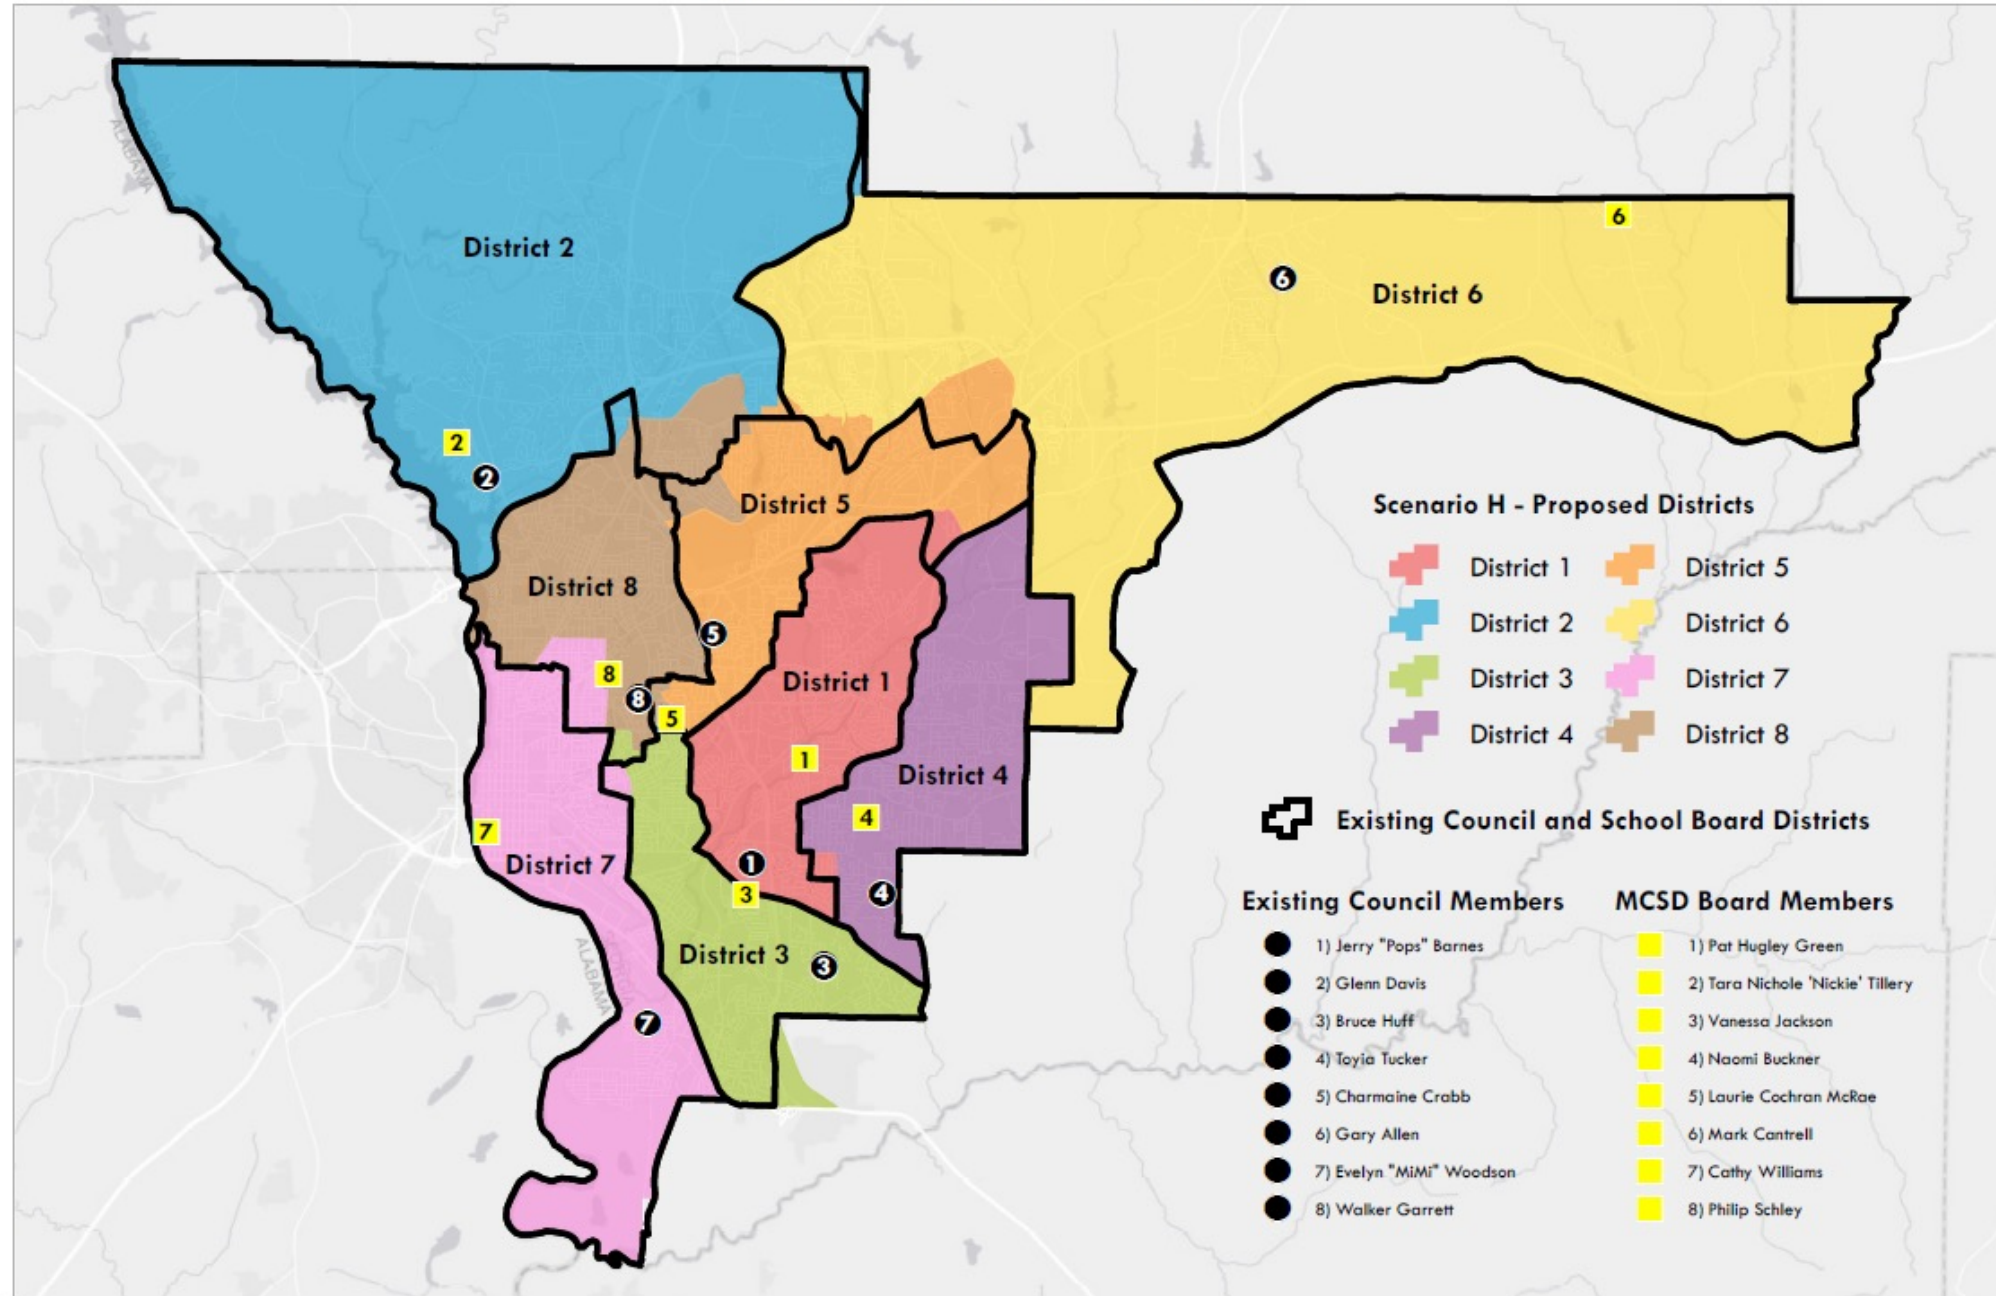 GEORGIA
ALABAMA
District 2
6
6
District 6
2
2
District 5
Scenario H - Proposed Districts
District 1 District 5
District 2 District 6
District 3 District 7
District 4 District 8
District 8
5
8
8
District 1
5
1
District 4
4
Existing Council and School Board Districts
7
District 7
1
3
4
District 3
3
GEORGIA
ALABAMA
7
Existing Council Members
1) Jerry "Pops" Barnes
2) Glenn Davis
3) Bruce Huff
4) Toyia Tucker
5) Charmaine Crabb
6) Gary Allen
7) Evelyn "MiMi" Woodson
8) Walker Garrett
MCSD Board Members
1) Pat Hugley Green
2) Tara Nichole 'Nickie' Tillery
3) Vanessa Jackson
4) Naomi Buckner
5) Laurie Cochran McRae
6) Mark Cantrell
7) Cathy Williams
8) Philip Schley